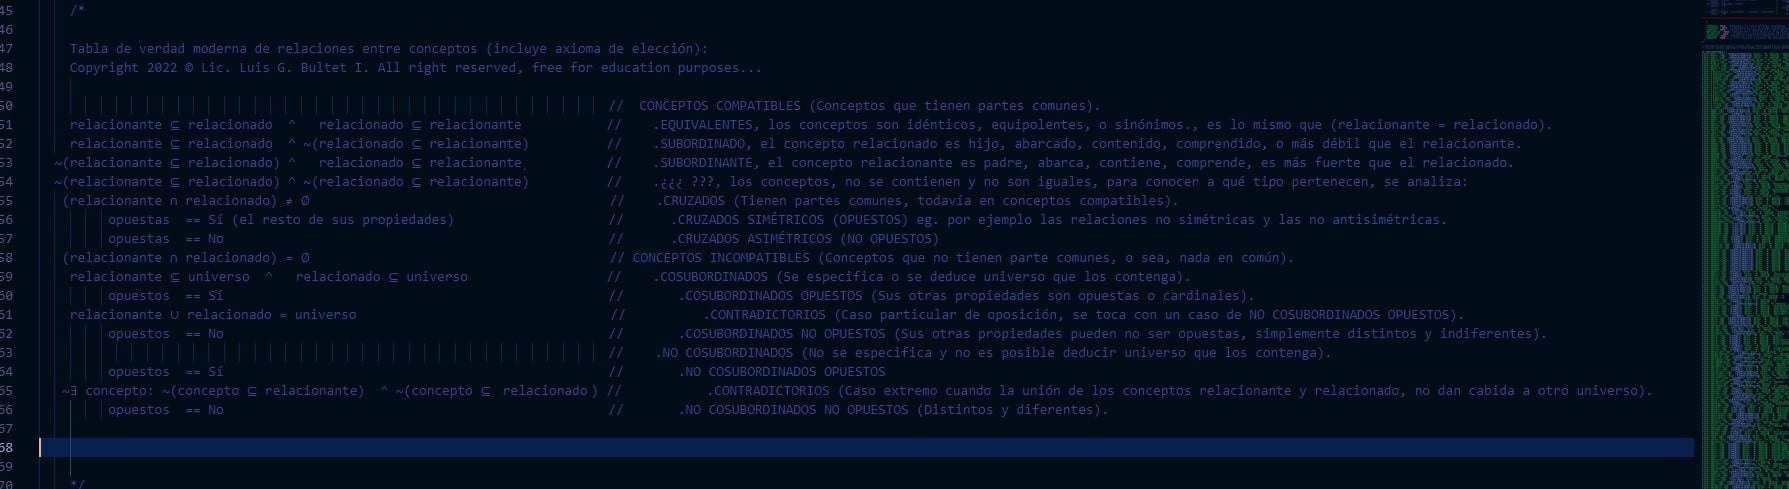 45 /*
46
47 Tabla de verdad moderna de relaciones entre conceptos (incluye axioma de elección):
48 Copyright 2022 © Lic. Luis G. Bultet I. All right reserved, free for education purposes...
49
50 // CONCEPTOS COMPATIBLES (Conceptos que tienen partes comunes).
51 relacionante ⊆ relacionado ^ relacionado ⊆ relacionante // .EQUIVALENTES, los conceptos son idénticos, equipolentes, o sinónimos., es lo mismo que (relacionante = relacionado).
52 relacionante ⊆ relacionado ^ ~(relacionado ⊆ relacionante) // .SUBORDINADO, el concepto relacionado es hijo, abarcado, contenido, comprendido, o más débil que el relacionante.
53 ~(relacionante ⊆ relacionado) ^ relacionado ⊆ relacionante // .SUBORDINANTE, el concepto relacionante es padre, abarca, contiene, comprende, es más fuerte que el relacionado.
54 ~(relacionante ⊆ relacionado) ^ ~(relacionado ⊆ relacionante) // .¿¿¿ ???, los conceptos, no se contienen y no son iguales, para conocer a qué tipo pertenecen, se analiza:
55 (relacionante ∩ relacionado) ≠ Ø // .CRUZADOS (Tienen partes comunes, todavía en conceptos compatibles).
56 opuestas == Sí (el resto de sus propiedades) // .CRUZADOS SIMÉTRICOS (OPUESTOS) eg. por ejemplo las relaciones no simétricas y las no antisimétricas.
57 opuestas == No // .CRUZADOS ASIMÉTRICOS (NO OPUESTOS)
58 (relacionante ∩ relacionado) = Ø // CONCEPTOS INCOMPATIBLES (Conceptos que no tienen parte comunes, o sea, nada en común).
59 relacionante ⊆ universo ^ relacionado ⊆ universo // .COSUBORDINADOS (Se especifica o se deduce universo que los contenga).
60 opuestos == Sí // .COSUBORDINADOS OPUESTOS (Sus otras propiedades son opuestas o cardinales).
61 relacionante ∪ relacionado = universo // .CONTRADICTORIOS (Caso particular de oposición, se toca con un caso de NO COSUBORDINADOS OPUESTOS).
62 opuestos == No // .COSUBORDINADOS NO OPUESTOS (Sus otras propiedades pueden no ser opuestas, simplemente distintos y indiferentes).
63 // .NO COSUBORDINADOS (No se especifica y no es posible deducir universo que los contenga).
64 opuestos == Sí // .NO COSUBORDINADOS OPUESTOS
65 ~∃ concepto: ~(concepto ⊆ relacionante) ^ ~(concepto ⊆ relacionado ) // .CONTRADICTORIOS (Caso extremo cuando la unión de los conceptos relacionante y relacionado, no dan cabida a otro universo).
66 opuestos == No // .NO COSUBORDINADOS NO OPUESTOS (Distintos y diferentes).
67
68
69
70 */